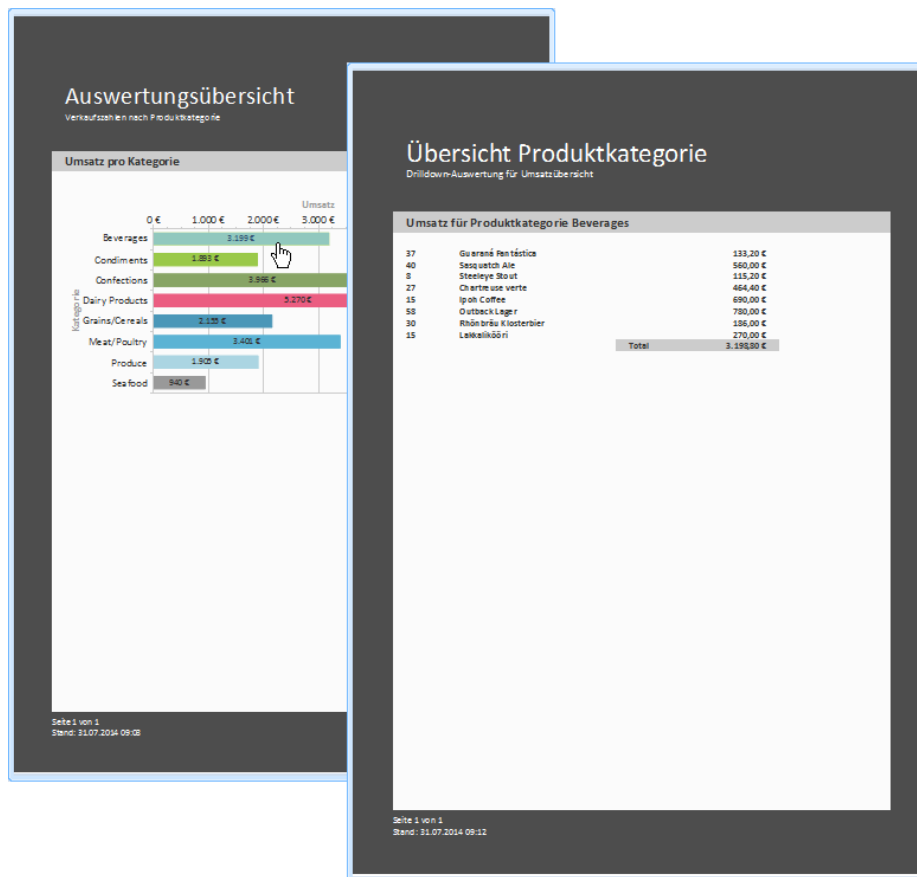 Auswertungsübersicht
Verkaufszahlen nach Produktkategorie
Umsatz pro Kategorie
Umsatz
0 € 1.000 € 2.000 € 3.000 €
Kategorie
Beverages 3.199 €
Condiments 1.893 €
Confections 3.966 €
Dairy Products 5.270 €
Grains/Cereals 2.155 €
Meat/Poultry 3.401 €
Produce 1.905 €
Seafood 940 €
Seite 1 von 1
Stand: 31.07.2014 09:08
Übersicht Produktkategorie
Drilldown-Auswertung für Umsatzübersicht
Umsatz für Produktkategorie Beverages
37 Guaraná Fantástica 133,20 €
40 Sasquatch Ale 560,00 €
8 Steeleye Stout 115,20 €
27 Chartreuse verte 464,40 €
15 Ipoh Coffee 690,00 €
58 Outback Lager 780,00 €
30 Rhönbräu Klosterbier 186,00 €
15 Lakkalikööri 270,00 €
Total 3.198,80 €
Seite 1 von 1
Stand: 31.07.2014 09:12